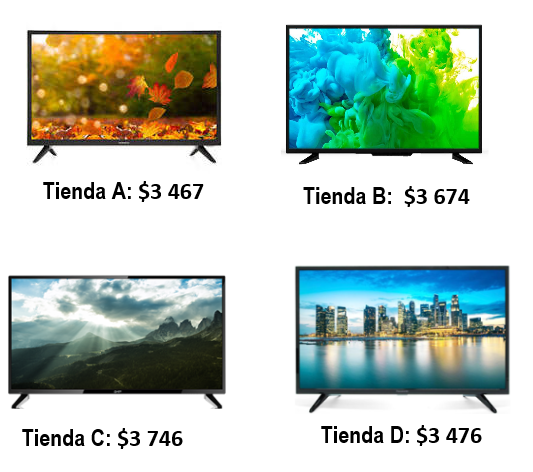 Tienda A: $3 467
Tienda B: $3 674
Tienda C: $3 746
Tienda D: $3 476